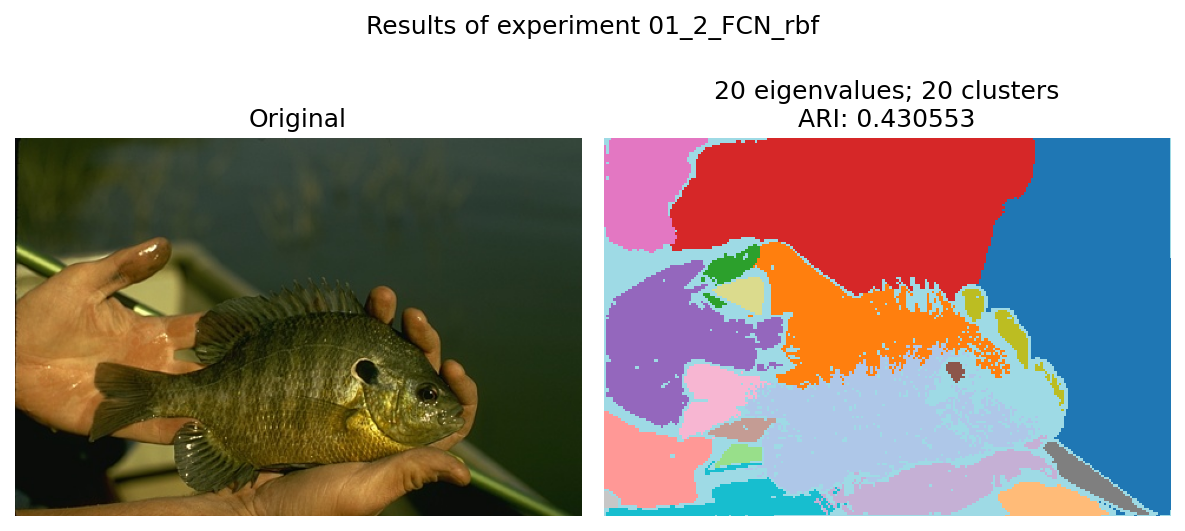 Results of experiment 01_2_FCN_rbf
Original
20 eigenvalues; 20 clusters
ARI: 0.430553